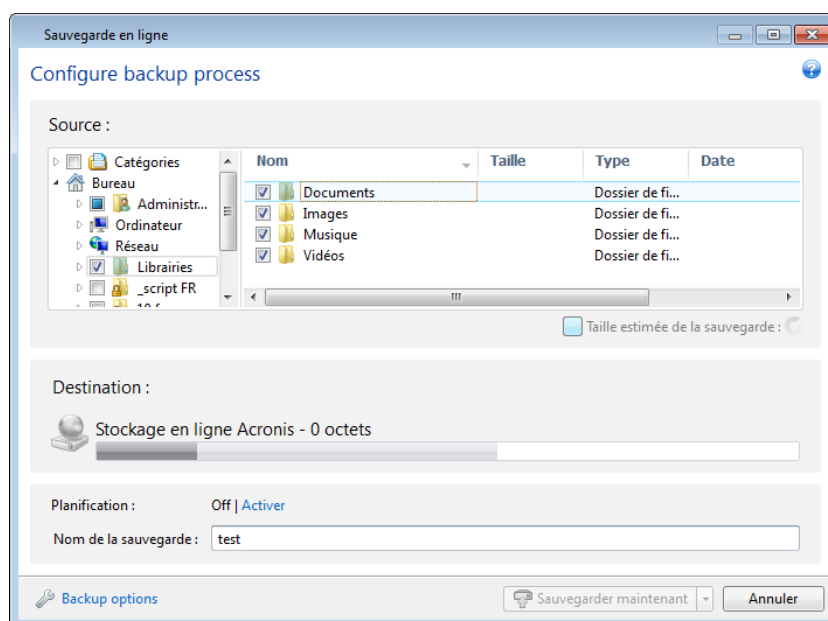 Sauvegarde en ligne
Configure backup process
Source :
Catégories
Bureau
Administr...
Ordinateur
Réseau
Librairies
_script FR
Nom Taille Type Date
Documents Dossier de fi...
Images Dossier de fi...
Musique Dossier de fi...
Vidéos Dossier de fi...
Taille estimée de la sauvegarde :
Destination :
Stockage en ligne Acronis - 0 octets
Planification : Off | Activer
Nom de la sauvegarde : test
Backup options Sauvegarder maintenant Annuler